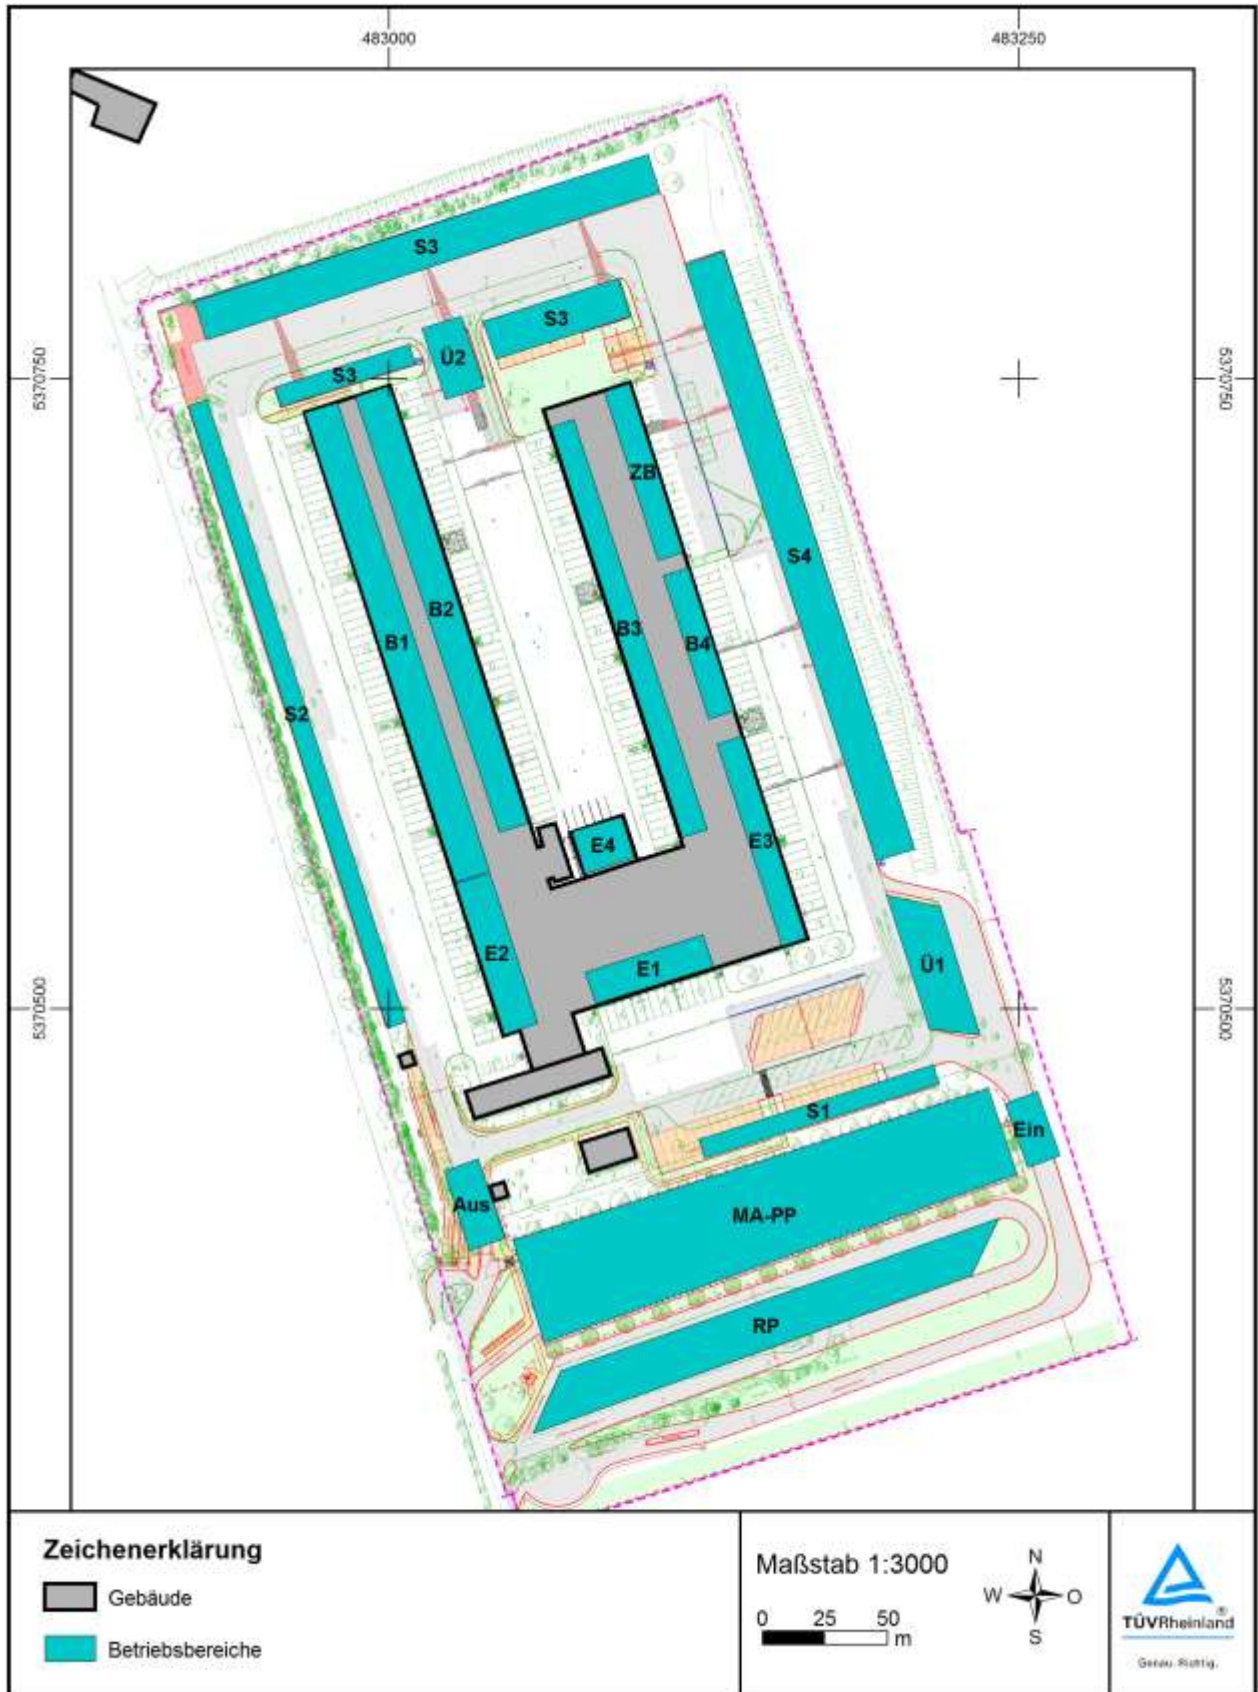 483000
483250
S3
S3
Ü2
S3
5370750
5370750
ZB
S4
B2
B3
B1
B4
S2
E4
E3
E2
E1
Ü1
5370500
5370500
S1
Ein
Aus
MA-PP
RP
Zeichenerklärung
Gebäude
Betriebsbereiche
Maßstab 1:3000
0 25 50
m
N
W O
S
TÜVRheinland®
Genau. Richtig.